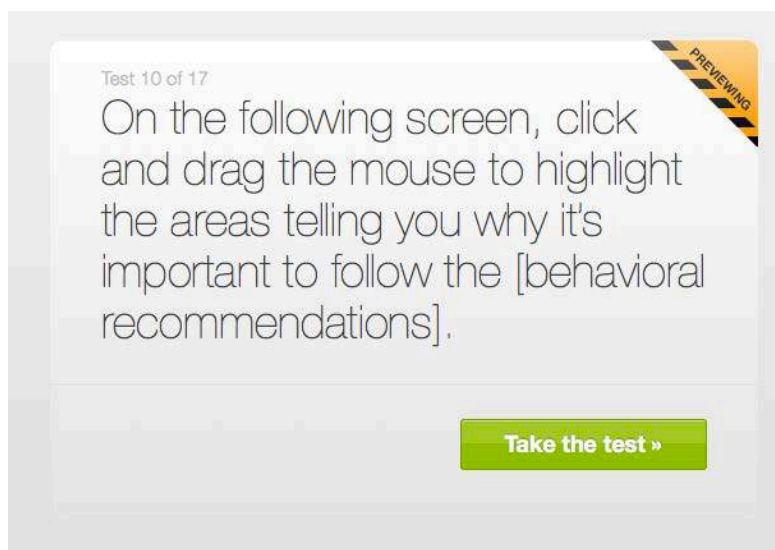 Test 10 of 17
PREVIEWING
On the following screen, click
and drag the mouse to highlight
the areas telling you why it's
important to follow the [behavioral
recommendations].
Take the test »